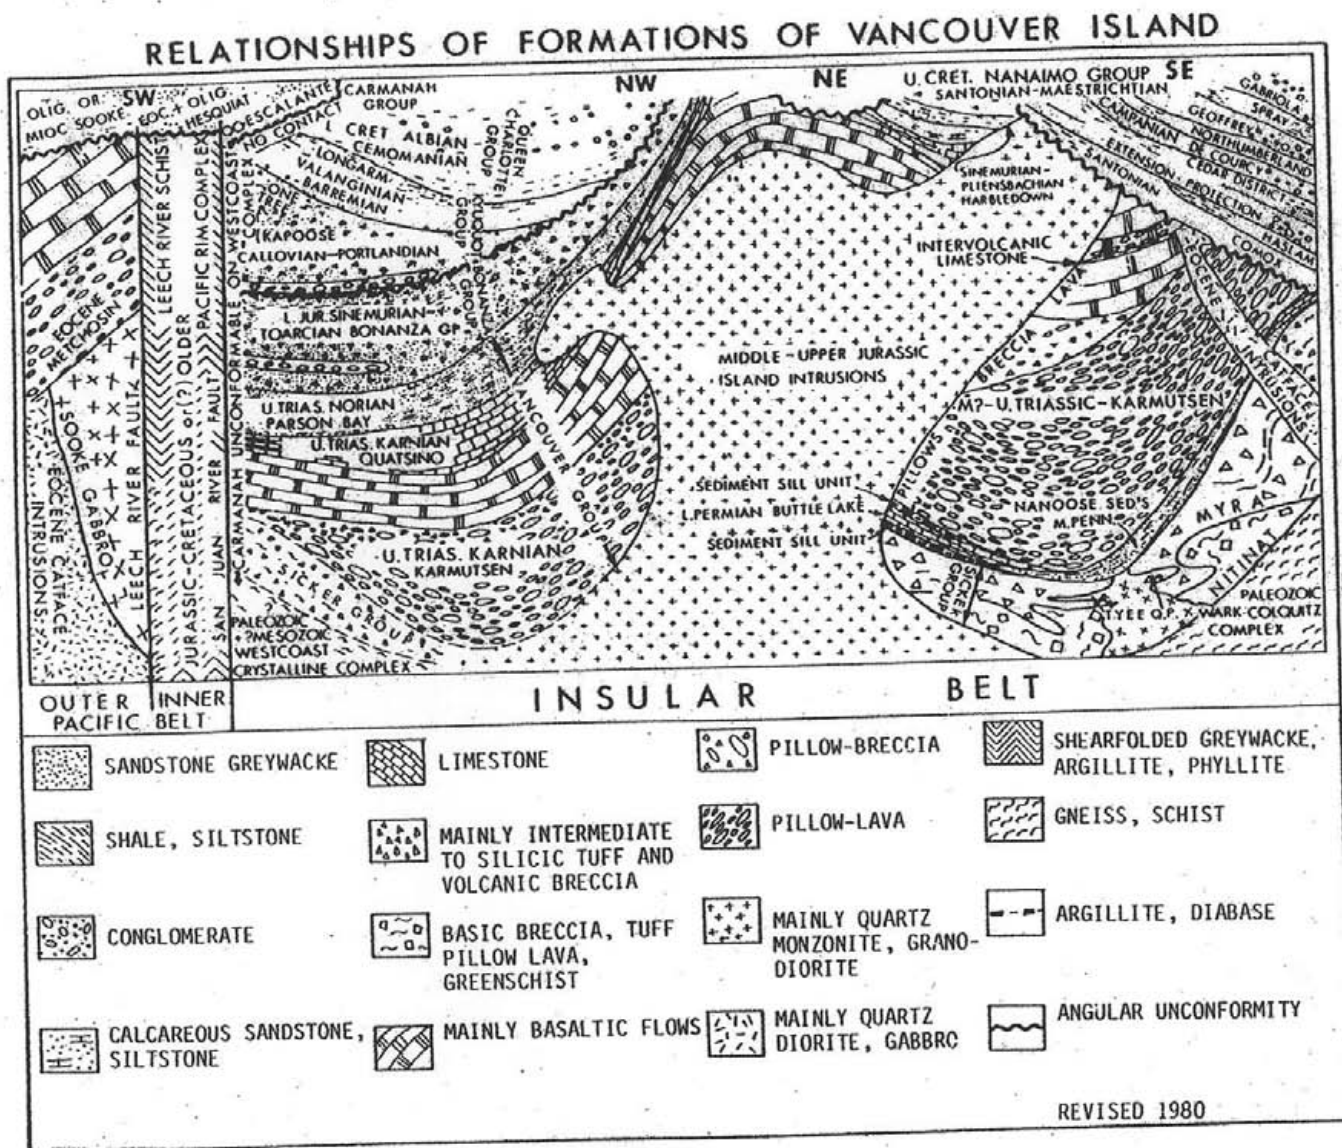 RELATIONSHIPS OF FORMATIONS OF VANCOUVER ISLAND
SW
NW
NE
SE
OLIG. OR
MIOC SOOKE
EOC. + OLIG
HESQUIAT
ESCALANTE
NO CONTACT
CARMANAH
GROUP
L CRET ALBIAN
CEMOMANIAN
QUEEN
CHARLOTTE
GROUP
LONGARM
VALANGINIAN
BARREMIAN
ONE
TREE
KAPOOSE
CALLOVIAN-PORTLANDIAN
KYUQUOT
GROUP
BONANZA
GROUP
L. JUR. SINEMURIAN-
TOARCIAN BONANZA GP
U. TRIAS. NORIAN
PARSON BAY
U. TRIAS. KARNIAN
QUATSINO
VANCOUVER GROUP
U. TRIAS. KARNIAN
KARMUTSEN
SICKER GROUP
PALEOZOIC
?MESOZOIC
WESTCOAST
CRYSTALLINE COMPLEX
EOCENE
METCHOSIN
SOOKE GABBRO
EOCENE CATFACE
INTRUSIONS
LEECH RIVER FAULT
LEECH RIVER SCHIST
JURASSIC-CRETACEOUS or (?) OLDER
PACIFIC RIM COMPLEX
SAN JUAN RIVER FAULT
CARMANAH UNCONFORMABLE ON WESTCOAST
COMPLEX
U. CRET. NANAIMO GROUP
SANTONIAN-MAESTRICHTIAN
GABRIOLA
SPRAY
GEOFFREY
NORTHUMBERLAND
DE COURCY
CEDAR DISTRICT
CAMPANIAN
EXTENSION - PROTECTION
SANTONIAN
HASLAM
COMOX
SINEMURIAN-
PLIENSBACHIAN
HARBLEDOWN
INTERVOLCANIC
LIMESTONE
LAVA
BRECCIA
PILLOWS
MIDDLE-UPPER JURASSIC
ISLAND INTRUSIONS
M?-U. TRIASSIC-KARMUTSEN
EOCENE
CATFACE
INTRUSIONS
SEDIMENT SILL UNIT
L. PERMIAN BUTTLE LAKE
SEDIMENT SILL UNIT
NANOOSE SED'S
M. PENN.
SICKER
GROUP
MYRA
NITINAT
TYEE Q.P.
PALEOZOIC
WARK-COLQUITZ
COMPLEX
OUTER
INNER
PACIFIC BELT
INSULAR BELT
SANDSTONE GREYWACKE
SHALE, SILTSTONE
CONGLOMERATE
CALCAREOUS SANDSTONE,
SILTSTONE
LIMESTONE
MAINLY INTERMEDIATE
TO SILICIC TUFF AND
VOLCANIC BRECCIA
BASIC BRECCIA, TUFF
PILLOW LAVA,
GREENSCHIST
MAINLY BASALTIC FLOWS
PILLOW-BRECCIA
PILLOW-LAVA
MAINLY QUARTZ
MONZONITE, GRANO-
DIORITE
MAINLY QUARTZ
DIORITE, GABBRO
SHEARFOLDED GREYWACKE,
ARGILLITE, PHYLLITE
GNEISS, SCHIST
ARGILLITE, DIABASE
ANGULAR UNCONFORMITY
REVISED 1980